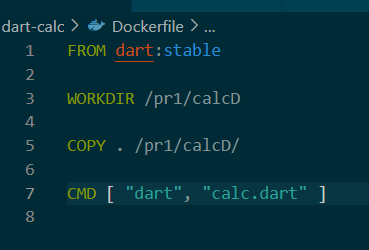 dart-calc > Dockerfile > ...
1 FROM dart:stable
2
3 WORKDIR /pr1/calcD
4
5 COPY . /pr1/calcD/
6
7 CMD [ "dart", "calc.dart" ]
8